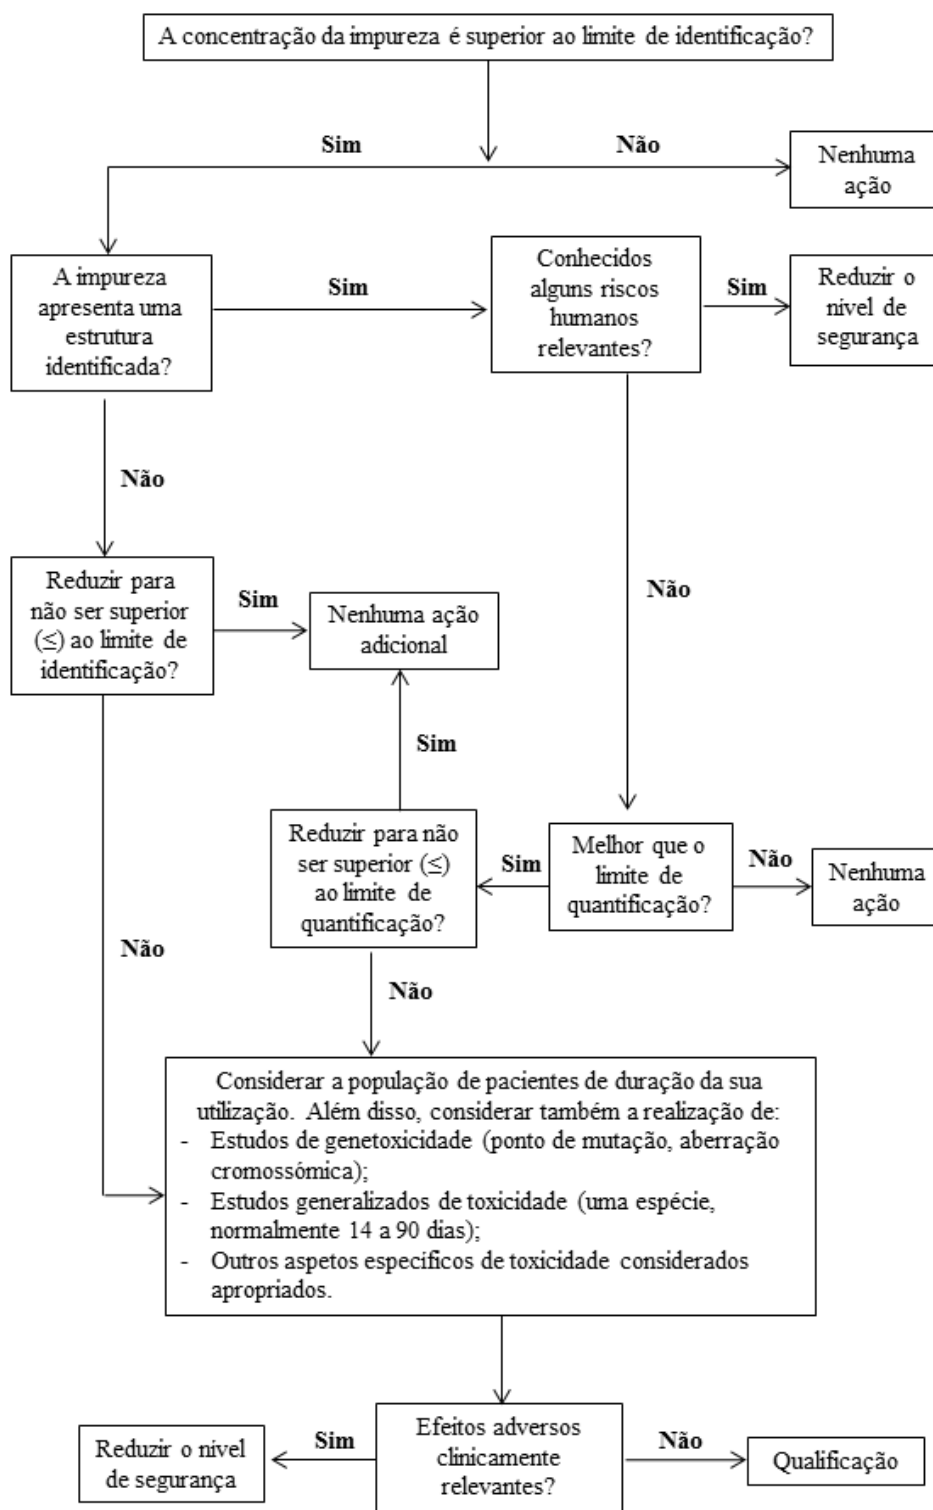 A concentração da impureza é superior ao limite de identificação?
Sim
Não
Nenhuma
ação
A impureza
apresenta uma
estrutura
identificada?
Sim
Conhecidos
alguns riscos
humanos
relevantes?
Sim
Reduzir o
nível de
segurança
Não
Reduzir para
não ser superior
(≤) ao limite de
identificação?
Sim
Nenhuma ação
adicional
Não
Sim
Reduzir para não
ser superior (≤)
ao limite de
quantificação?
Sim
Melhor que o
limite de
quantificação?
Não
Nenhuma
ação
Não
Não
Considerar a população de pacientes de duração da sua
utilização. Além disso, considerar também a realização de:
- Estudos de genetoxicidade (ponto de mutação, aberração
cromossómica);
- Estudos generalizados de toxicidade (uma espécie,
normalmente 14 a 90 dias);
- Outros aspetos específicos de toxicidade considerados
apropriados.
Reduzir o nível
de segurança
Sim
Efeitos adversos
clinicamente
relevantes?
Não
Qualificação